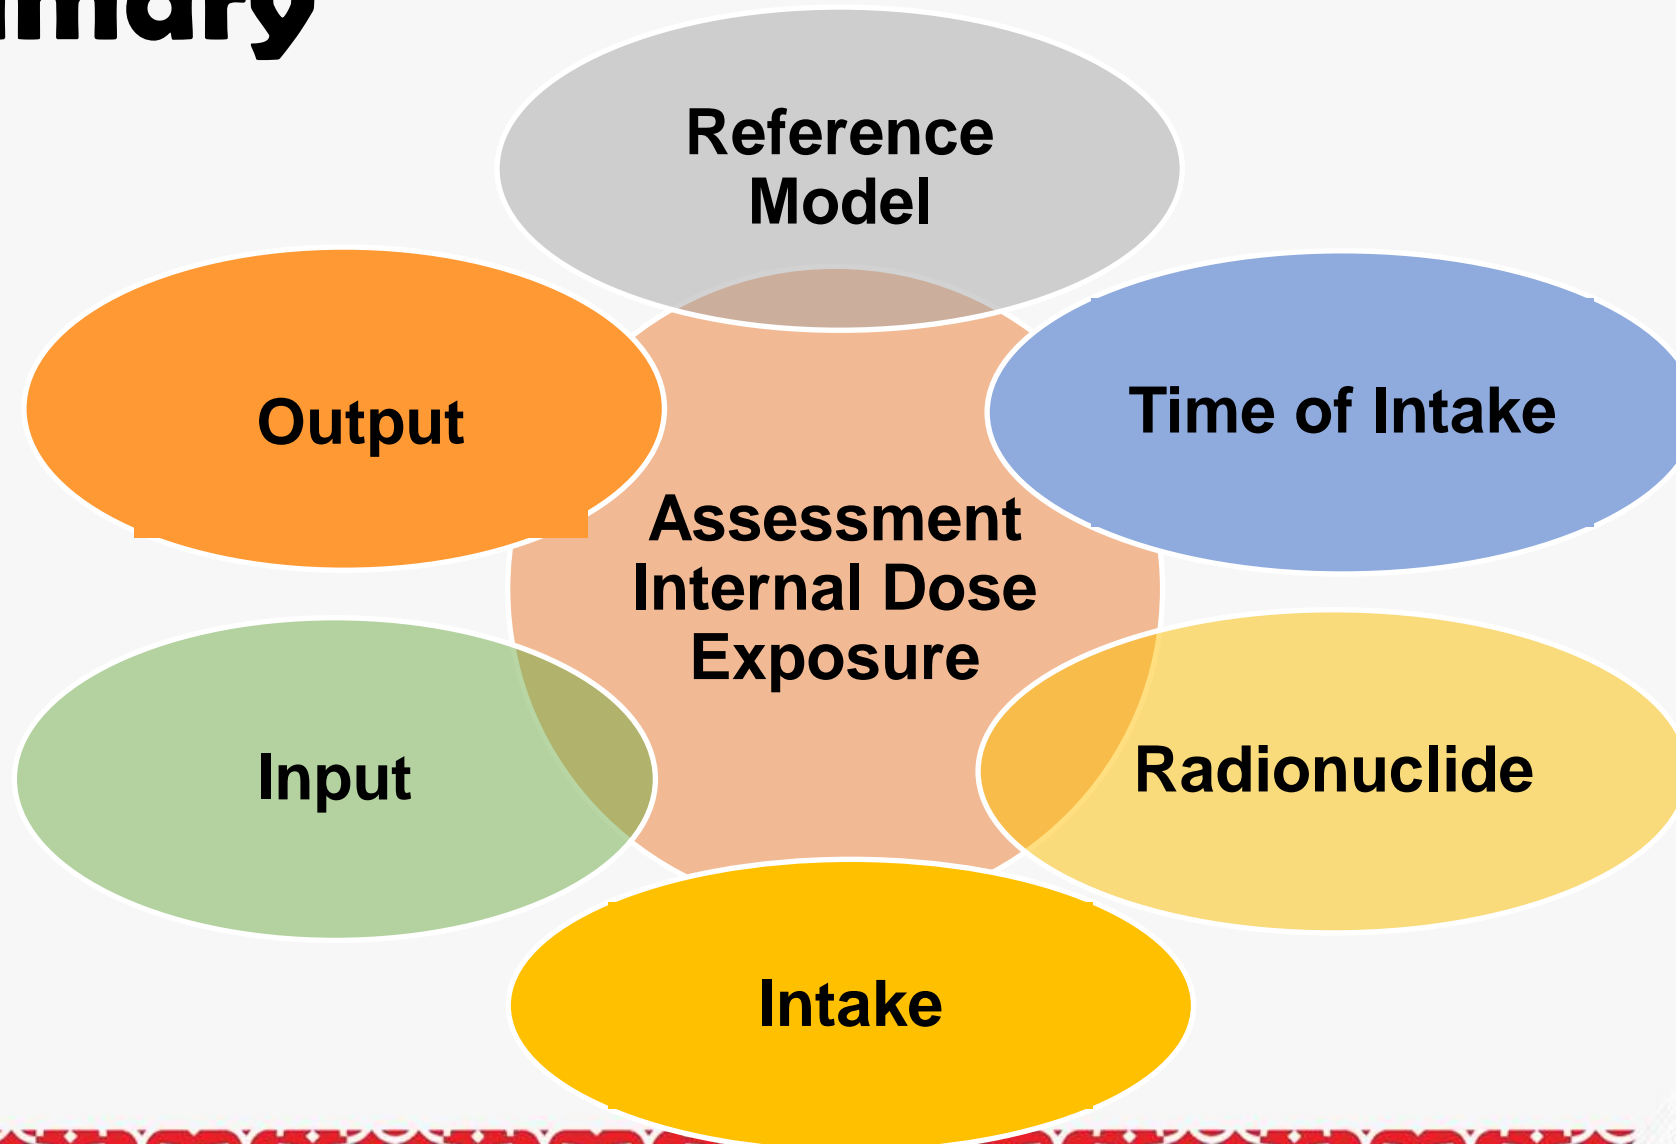 Reference
Model
Output
Time of Intake
Assessment
Internal Dose
Exposure
Input
Radionuclide
Intake